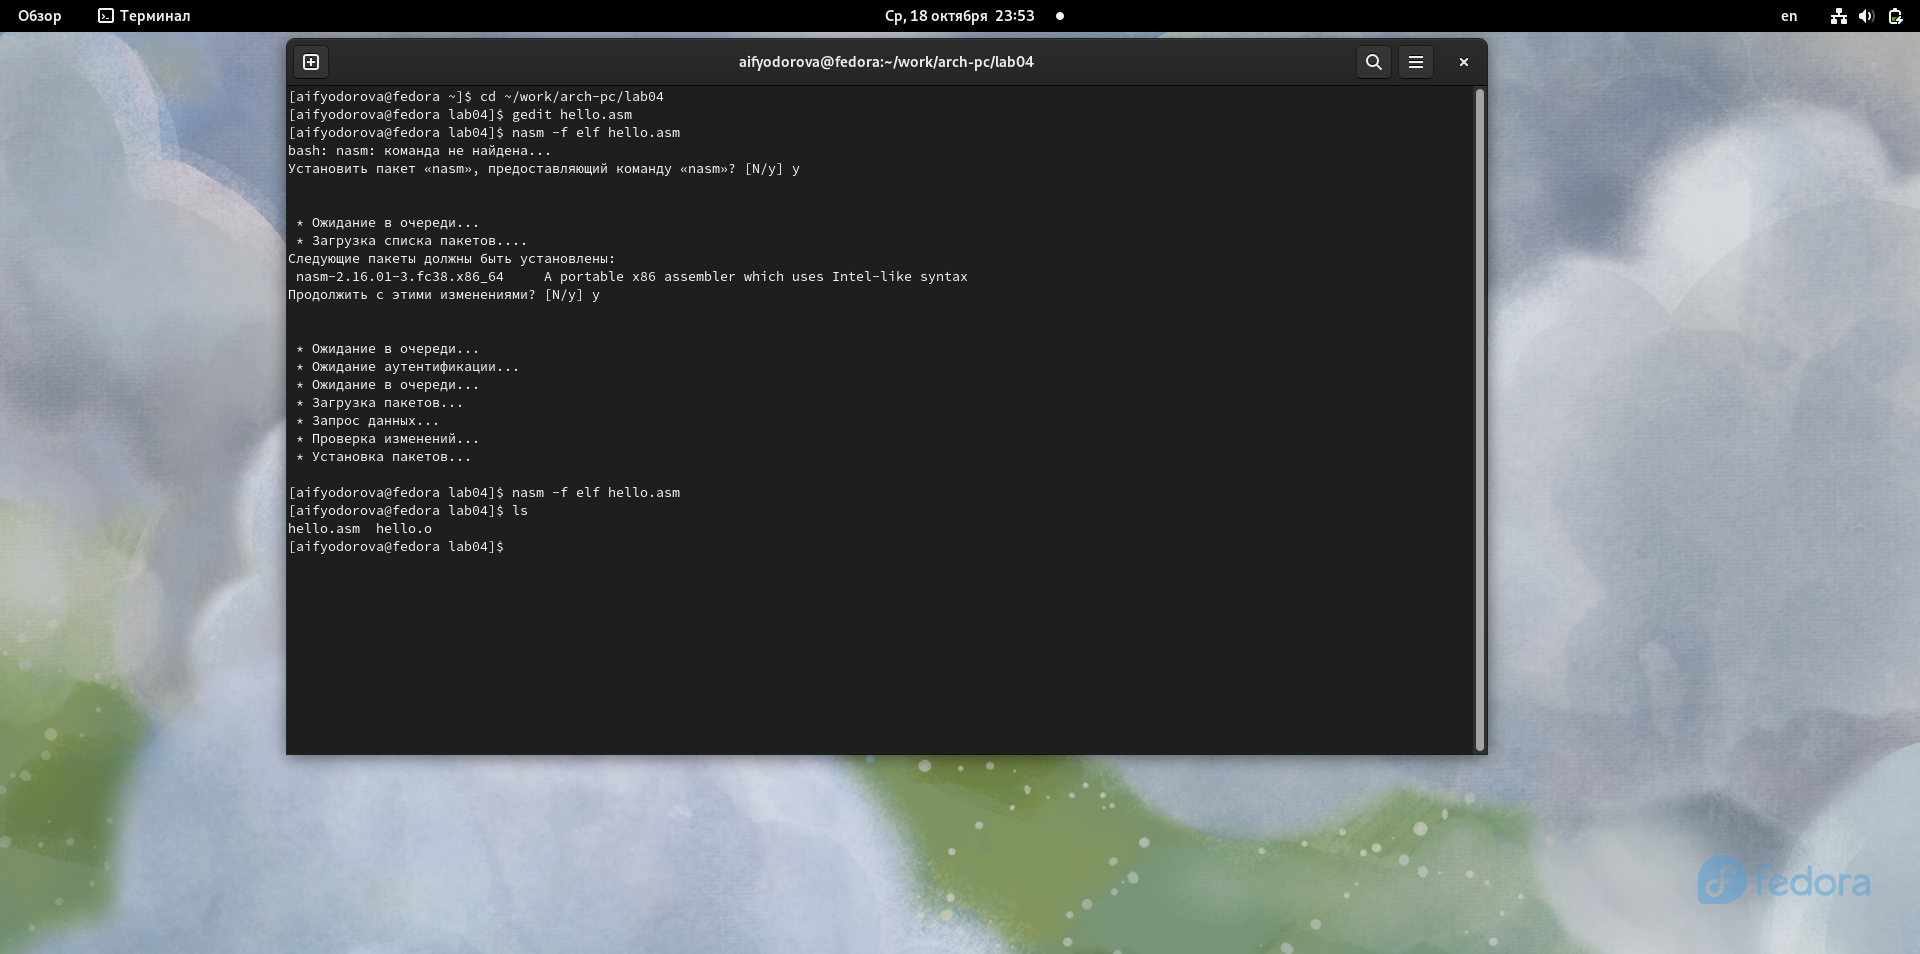 Обзор Терминал Ср, 18 октября 23:53 en
aifyodorova@fedora:~/work/arch-pc/lab04
[aifyodorova@fedora ~]$ cd ~/work/arch-pc/lab04
[aifyodorova@fedora lab04]$ gedit hello.asm
[aifyodorova@fedora lab04]$ nasm -f elf hello.asm
bash: nasm: команда не найдена...
Установить пакет «nasm», предоставляющий команду «nasm»? [N/y] y
* Ожидание в очереди...
* Загрузка списка пакетов....
Следующие пакеты должны быть установлены:
nasm-2.16.01-3.fc38.x86_64 A portable x86 assembler which uses Intel-like syntax
Продолжить с этими изменениями? [N/y] y
* Ожидание в очереди...
* Ожидание аутентификации...
* Ожидание в очереди...
* Загрузка пакетов...
* Запрос данных...
* Проверка изменений...
* Установка пакетов...
[aifyodorova@fedora lab04]$ nasm -f elf hello.asm
[aifyodorova@fedora lab04]$ ls
hello.asm hello.o
[aifyodorova@fedora lab04]$
fedora